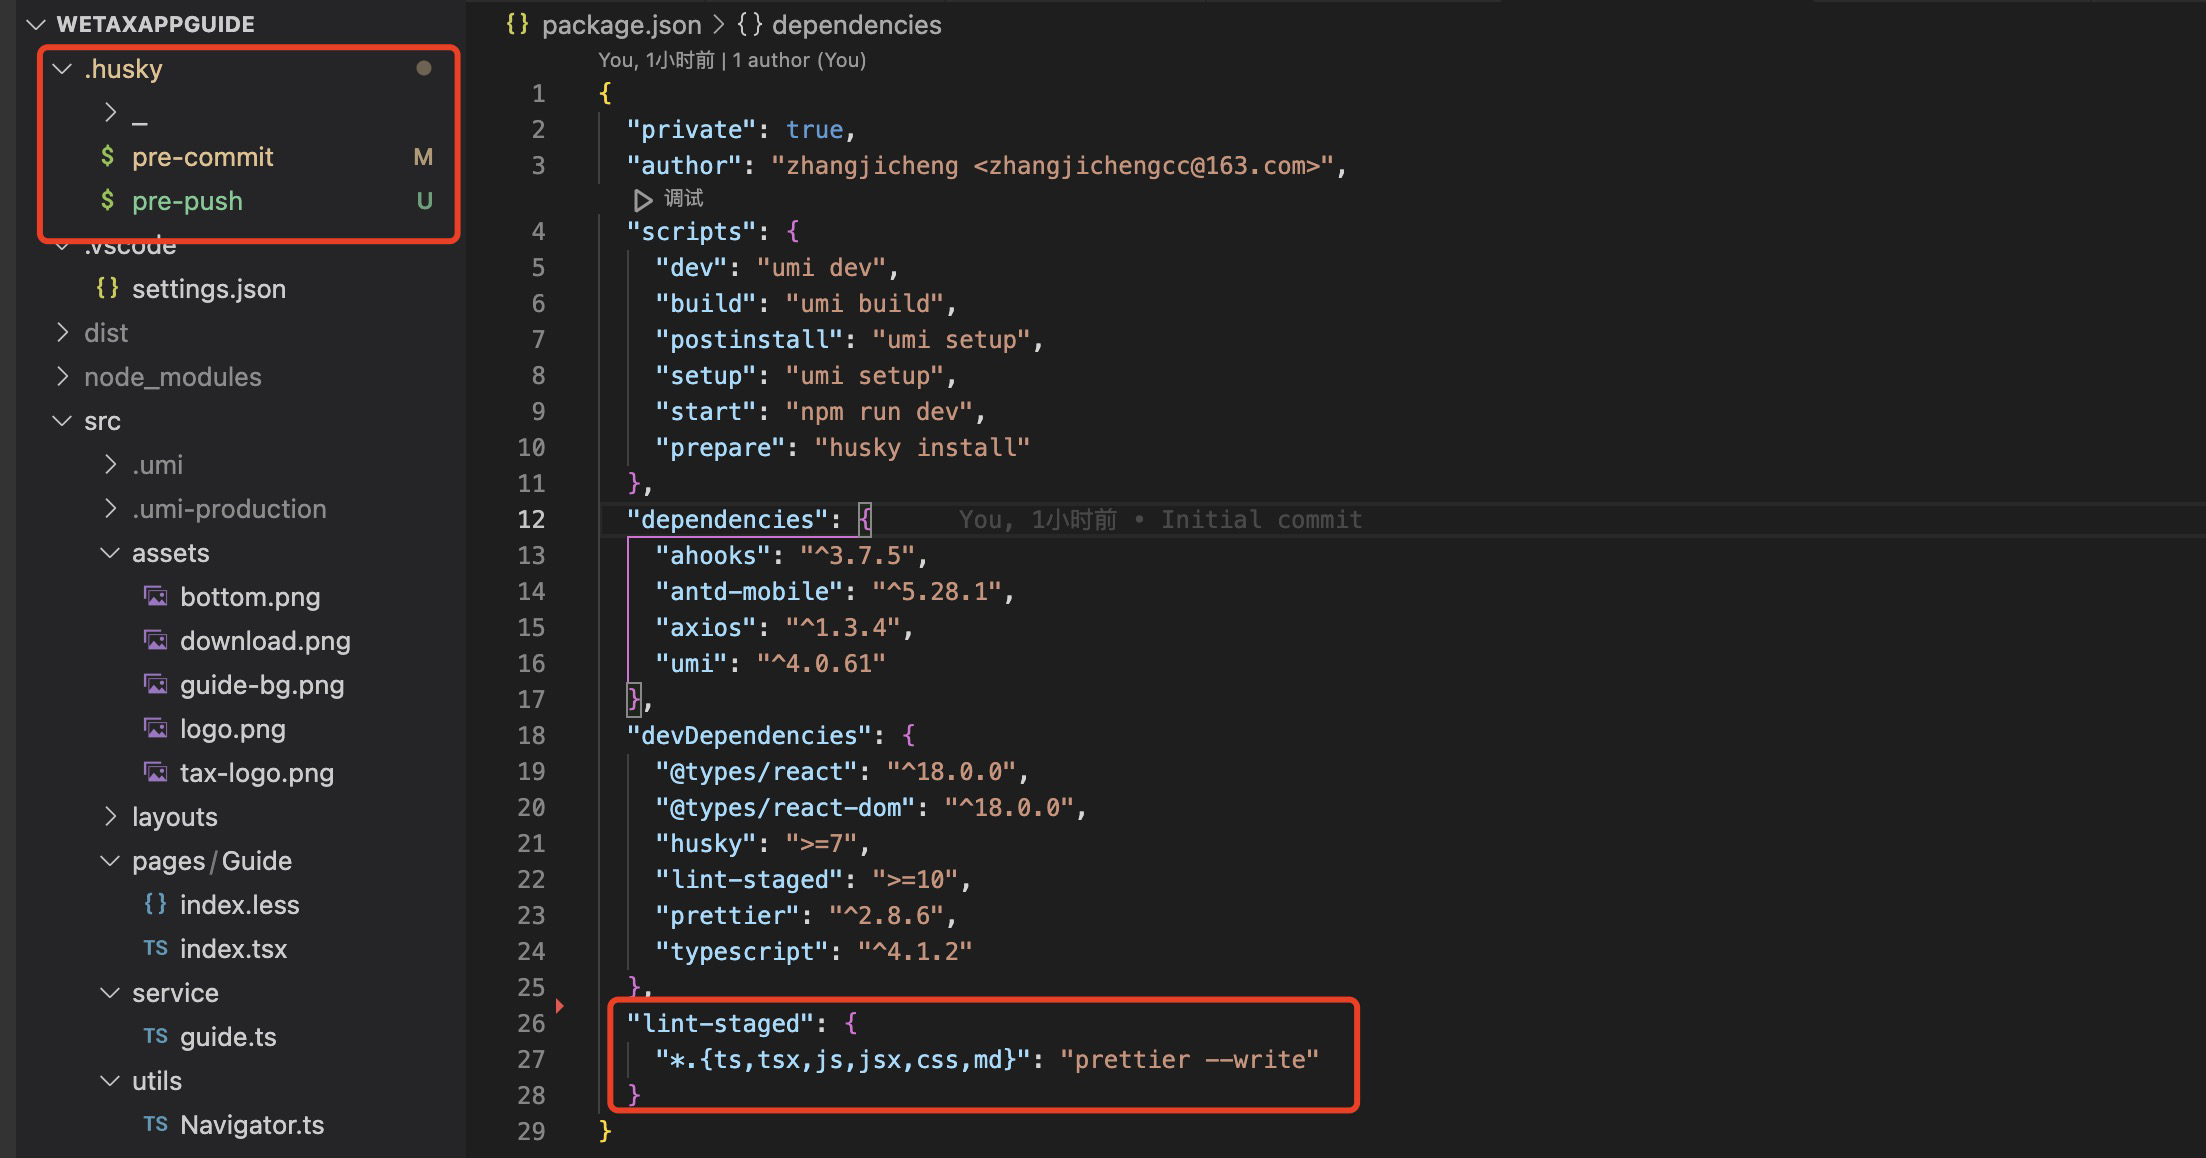 WETAXAPPGUIDE
.husky
_
$ pre-commit M
$ pre-push U
.vscode
{} settings.json
dist
node_modules
src
.umi
.umi-production
assets
bottom.png
download.png
guide-bg.png
logo.png
tax-logo.png
layouts
pages/Guide
{} index.less
TS index.tsx
service
TS guide.ts
utils
TS Navigator.ts
{} package.json > {} dependencies
You, 1小时前 | 1 author (You)
1 {
2 "private": true,
3 "author": "zhangjicheng <zhangjichengcc@163.com>",
调试
4 "scripts": {
5 "dev": "umi dev",
6 "build": "umi build",
7 "postinstall": "umi setup",
8 "setup": "umi setup",
9 "start": "npm run dev",
10 "prepare": "husky install"
11 },
12 "dependencies": { You, 1小时前 • Initial commit
13 "ahooks": "^3.7.5",
14 "antd-mobile": "^5.28.1",
15 "axios": "^1.3.4",
16 "umi": "^4.0.61"
17 },
18 "devDependencies": {
19 "@types/react": "^18.0.0",
20 "@types/react-dom": "^18.0.0",
21 "husky": ">=7",
22 "lint-staged": ">=10",
23 "prettier": "^2.8.6",
24 "typescript": "^4.1.2"
25 },
26 "lint-staged": {
27 "*.{ts,tsx,js,jsx,css,md}": "prettier --write"
28 }
29 }